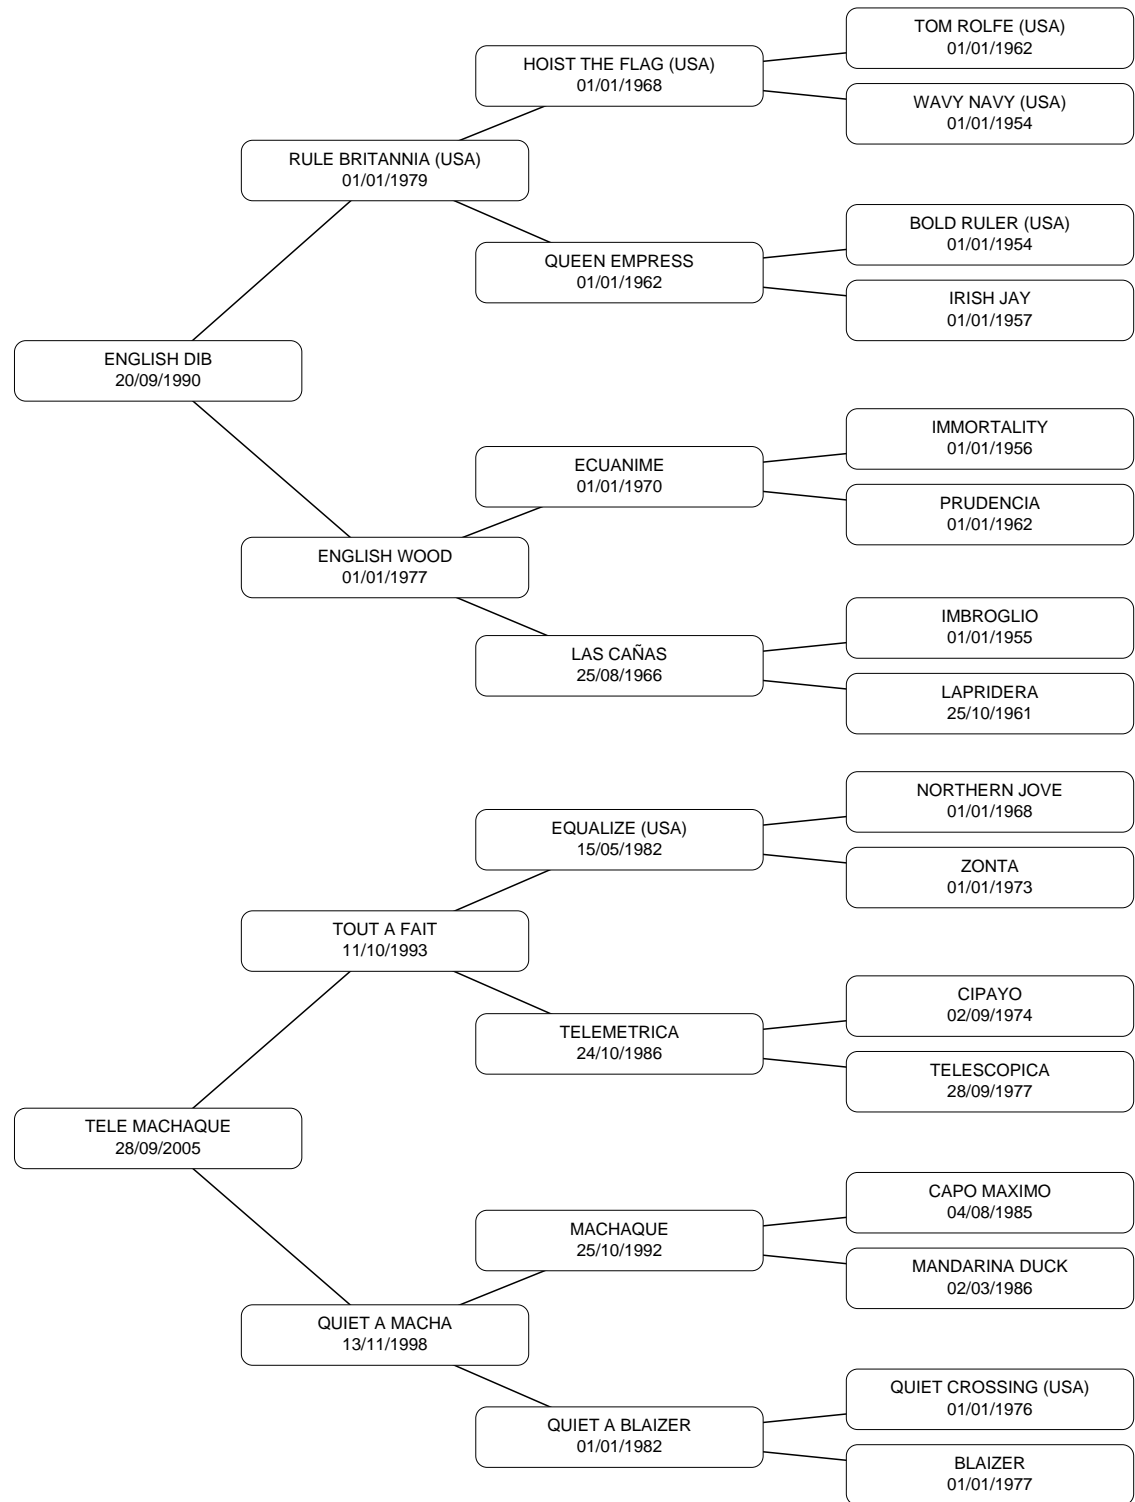 TOM ROLFE (USA)
01/01/1962
HOIST THE FLAG (USA)
01/01/1968
WAVY NAVY (USA)
01/01/1954
RULE BRITANNIA (USA)
01/01/1979
BOLD RULER (USA)
01/01/1954
QUEEN EMPRESS
01/01/1962
IRISH JAY
01/01/1957
ENGLISH DIB
20/09/1990
IMMORTALITY
01/01/1956
ECUANIME
01/01/1970
PRUDENCIA
01/01/1962
ENGLISH WOOD
01/01/1977
IMBROGLIO
01/01/1955
LAS CAÑAS
25/08/1966
LAPRIDERA
25/10/1961
NORTHERN JOVE
01/01/1968
EQUALIZE (USA)
15/05/1982
ZONTA
01/01/1973
TOUT A FAIT
11/10/1993
CIPAYO
02/09/1974
TELEMETRICA
24/10/1986
TELESCOPICA
28/09/1977
TELE MACHAQUE
28/09/2005
CAPO MAXIMO
04/08/1985
MACHAQUE
25/10/1992
MANDARINA DUCK
02/03/1986
QUIET A MACHA
13/11/1998
QUIET CROSSING (USA)
01/01/1976
QUIET A BLAIZER
01/01/1982
BLAIZER
01/01/1977